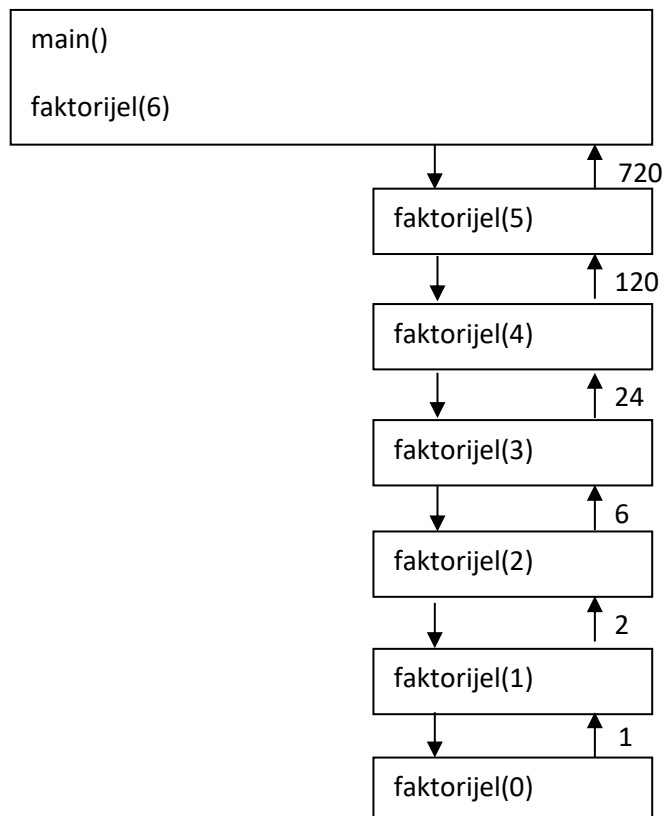 main()
faktorijel(6)
720
faktorijel(5)
120
faktorijel(4)
24
faktorijel(3)
6
faktorijel(2)
2
faktorijel(1)
1
faktorijel(0)